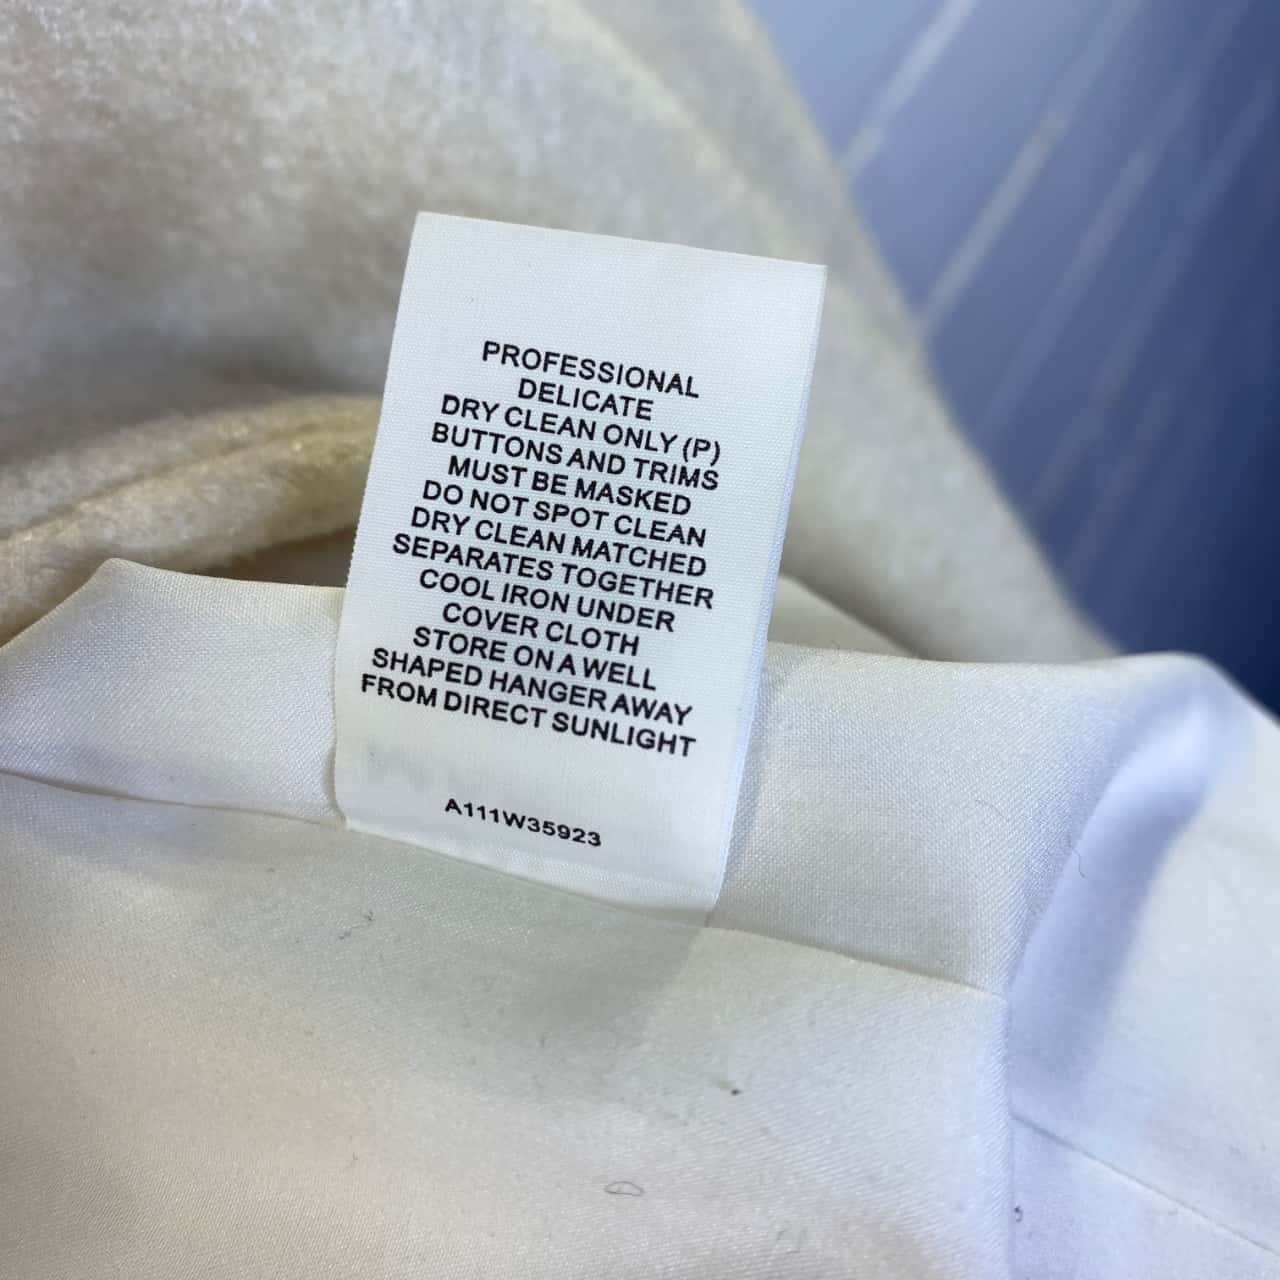 PROFESSIONAL
DELICATE
DRY CLEAN ONLY (P)
BUTTONS AND TRIMS
MUST BE MASKED
DO NOT SPOT CLEAN
DRY CLEAN MATCHED
SEPARATES TOGETHER
COOL IRON UNDER
COVER CLOTH
STORE ON A WELL
SHAPED HANGER AWAY
FROM DIRECT SUNLIGHT
A111W35923